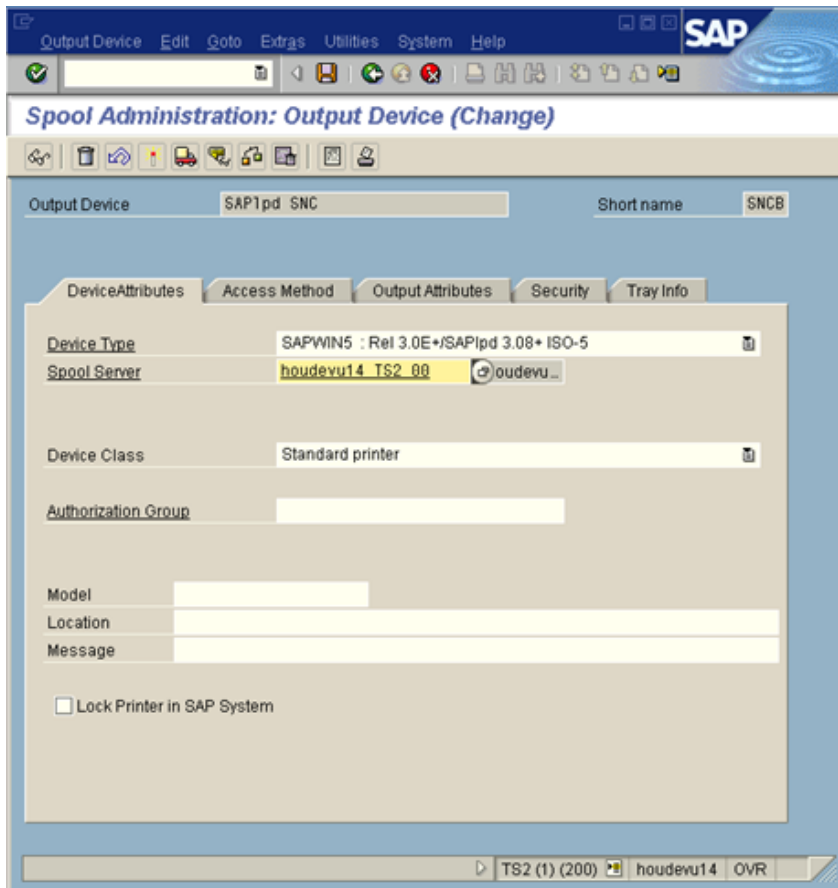 Output Device Edit Goto Extras Utilities System Help
SAP
Spool Administration: Output Device (Change)
Output Device SAPlpd SNC Short name SNCB
DeviceAttributes Access Method Output Attributes Security Tray Info
Device Type SAPWIN5 : Rel 3.0E+/SAPlpd 3.08+ ISO-5
Spool Server houdevu14_TS2_00 oudevu...
Device Class Standard printer
Authorization Group
Model
Location
Message
Lock Printer in SAP System
TS2 (1) (200) houdevu14 OVR